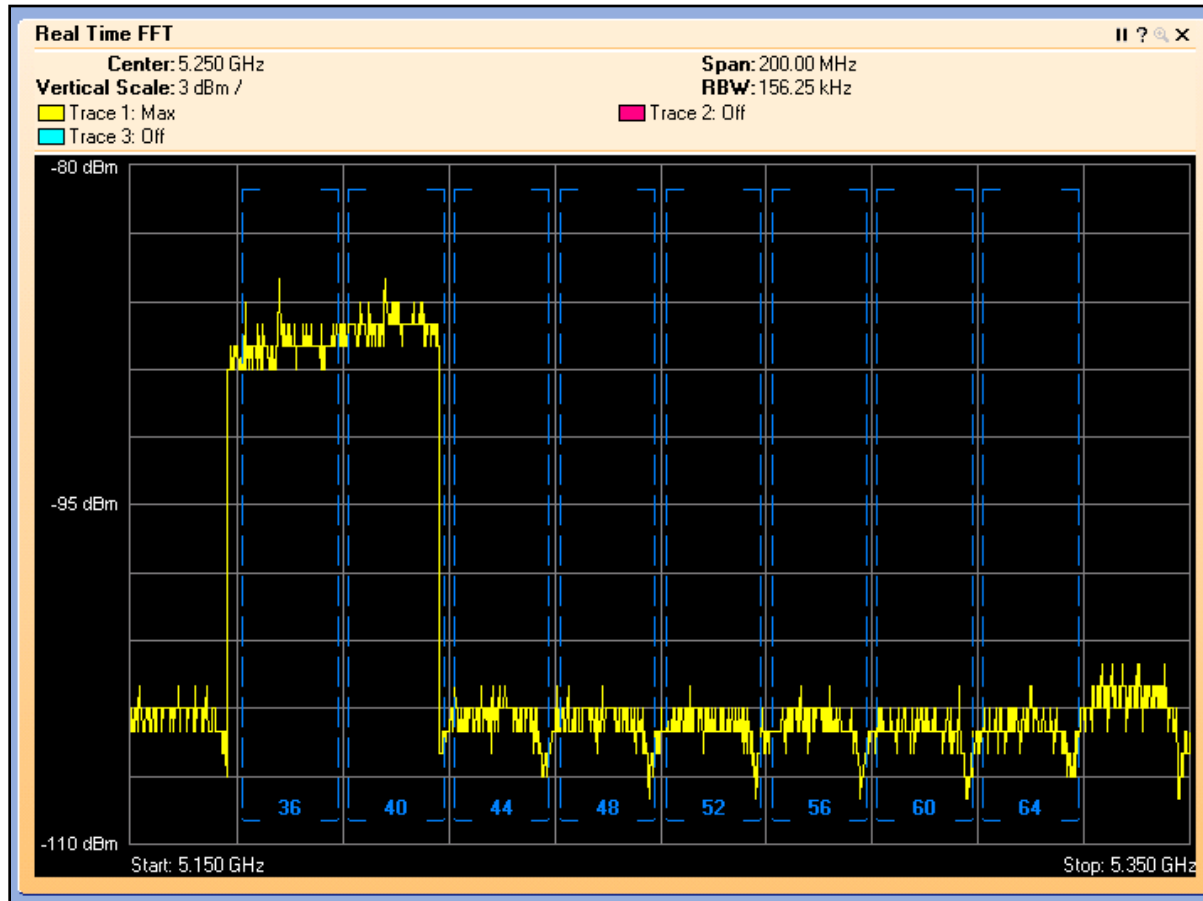 Real Time FFT
Center: 5.250 GHz Span: 200.00 MHz
Vertical Scale: 3 dBm / RBW: 156.25 kHz
Trace 1: Max Trace 2: Off
Trace 3: Off
-80 dBm
-95 dBm
36 40 44 48 52 56 60 64
-110 dBm
Start: 5.150 GHz Stop: 5.350 GHz